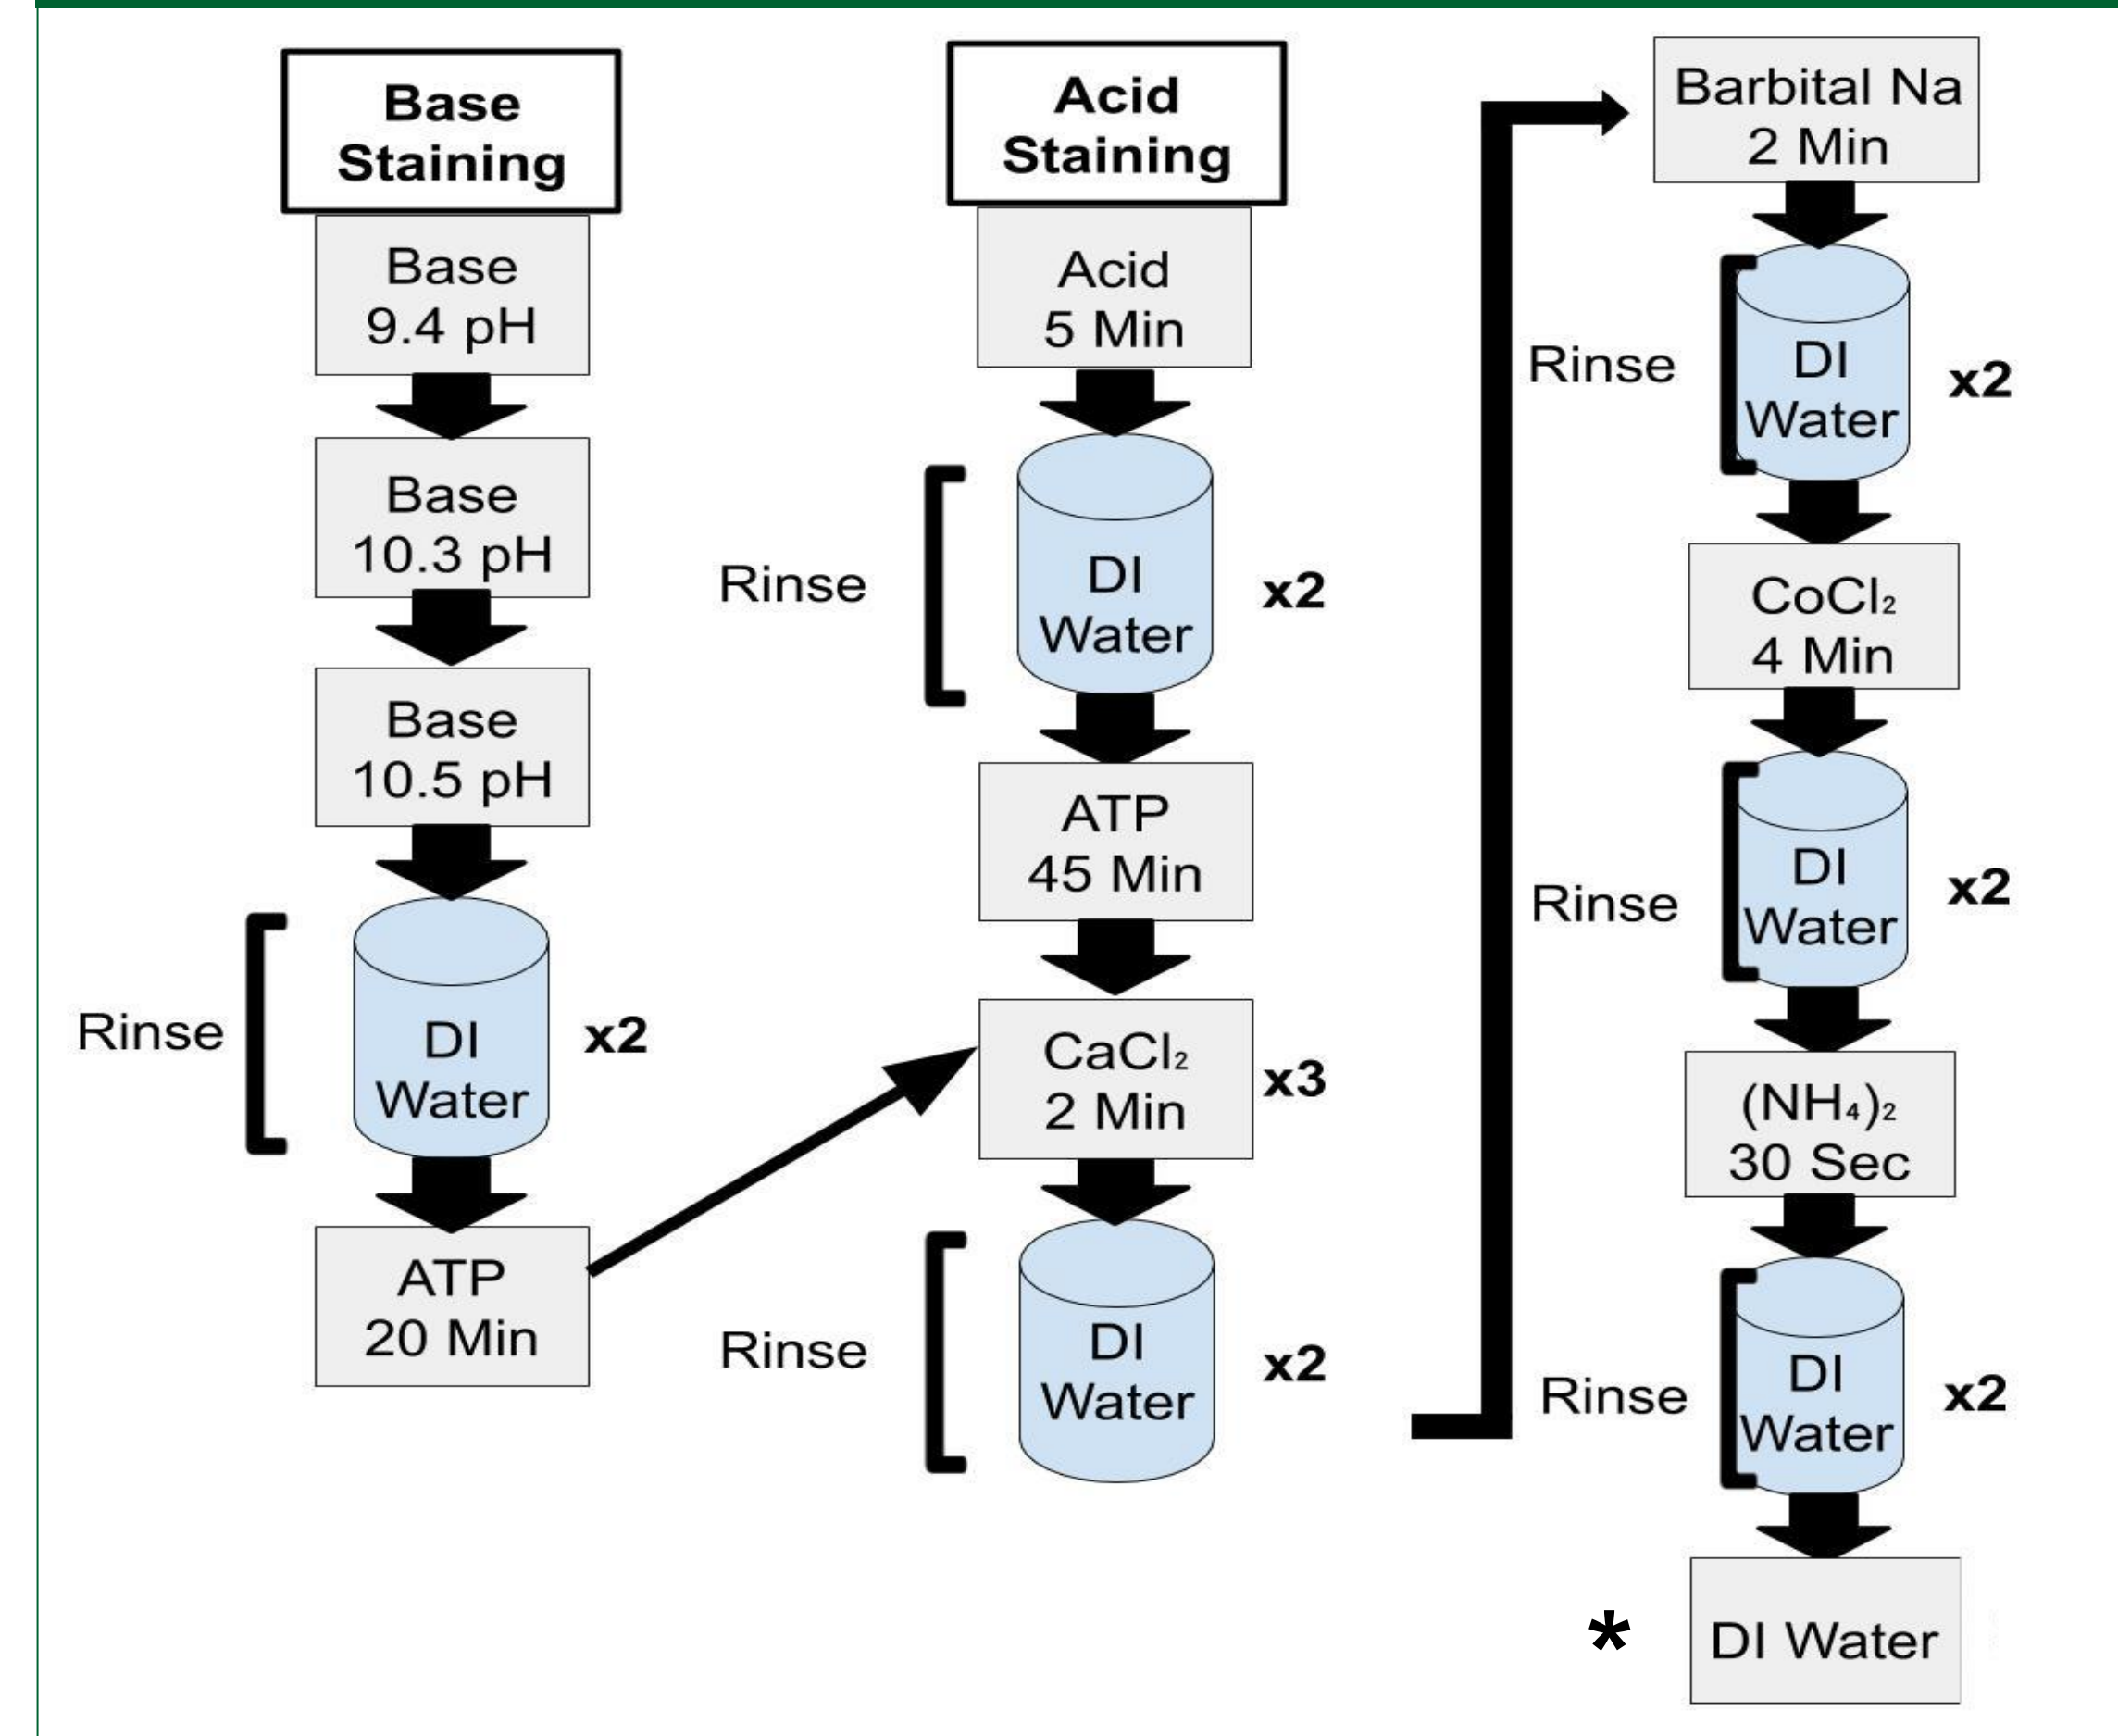 Base
Staining
Base
9.4 pH
Base
10.3 pH
Base
10.5 pH
Rinse
DI
Water
x2
ATP
20 Min
Acid
Staining
Acid
5 Min
Rinse
DI
Water
x2
ATP
45 Min
CaCl₂
2 Min
x3
Rinse
DI
Water
x2
Barbital Na
2 Min
Rinse
DI
Water
x2
CoCl₂
4 Min
Rinse
DI
Water
x2
(NH₄)₂
30 Sec
Rinse
DI
Water
x2
* DI Water